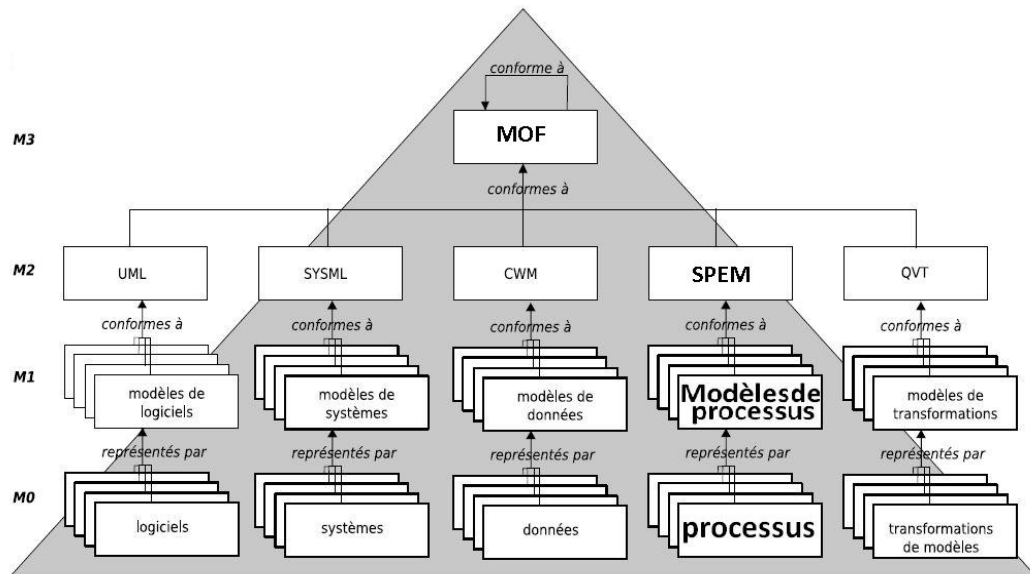 conforme à
M3
MOF
conformes à
M2
UML
SYSML
CWM
SPEM
QVT
conformes à
conformes à
conformes à
conformes à
conformes à
M1
modèles de
logiciels
modèles de
systèmes
modèles de
données
Modèlesde
processus
modèles de
transformations
représentés par
représentés par
représentés par
représentés par
représentés par
M0
logiciels
systèmes
données
processus
transformations
de modèles